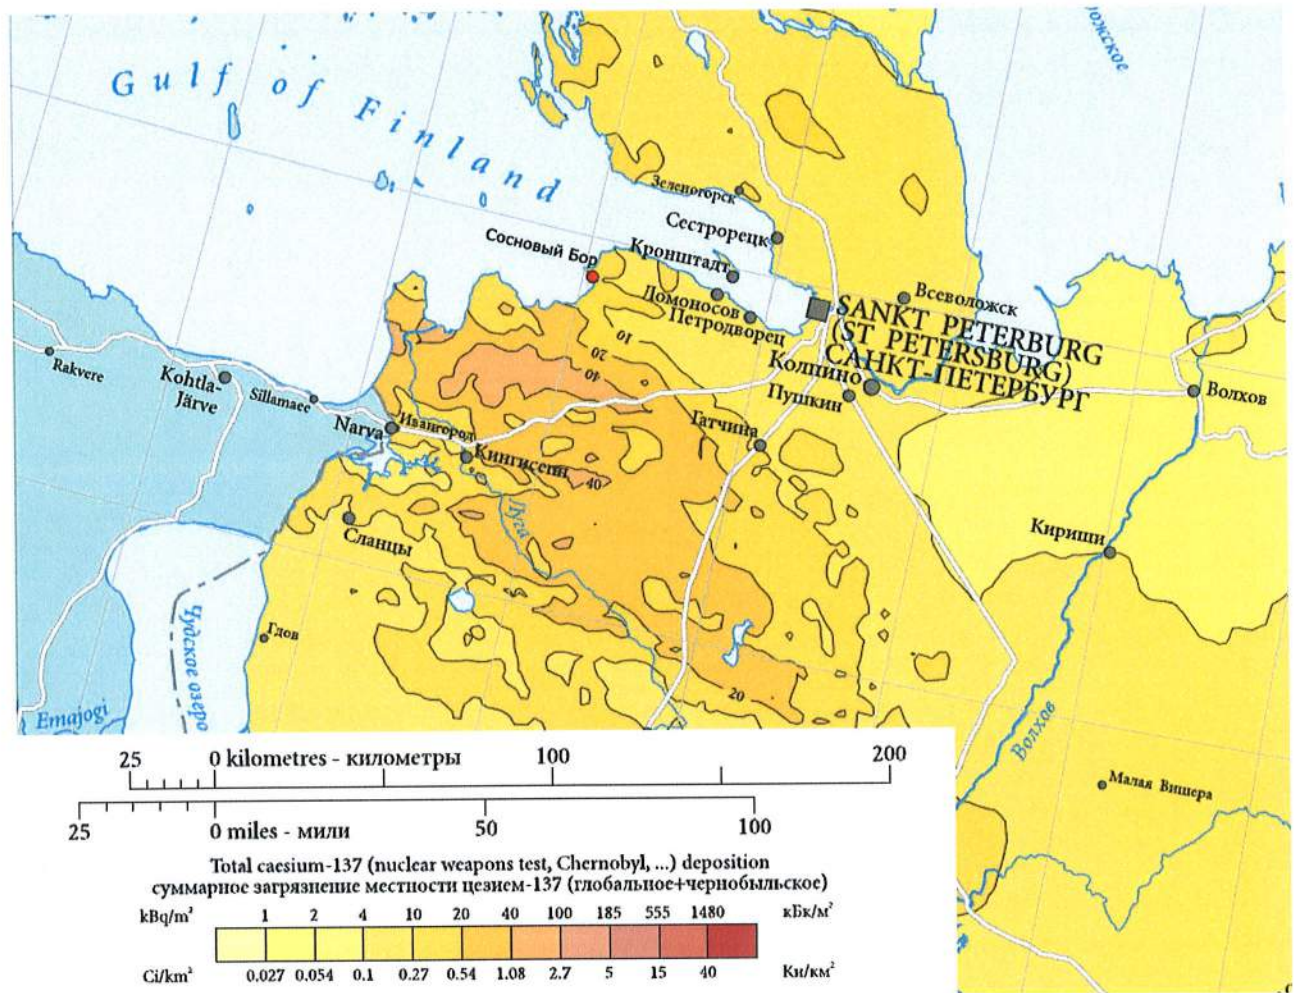 Gulf of Finland
Зеленогорск
Сестрорецк
Сосновый Бор
Кронштадт
Ломоносов
Петродворец
Всеволожск
SANKT PETERBURG
(ST PETERSBURG)
САНКТ-ПЕТЕРБУРГ
Колпино
Пушкин
Волхов
Rakvere
Kohtla-
Järve
Sillamaee
Narva
Ивангород
Кингисепп
Гатчина
10
20
40
40
Луга
Сланцы
Кириши
Гдов
Чудское озеро
20
Emajogi
Волхов
Малая Вишера
25 0 kilometres - километры 100 200
25 0 miles - мили 50 100
Total caesium-137 (nuclear weapons test, Chernobyl, ...) deposition
суммарное загрязнение местности цезием-137 (глобальное+чернобыльское)
kBq/m² 1 2 4 10 20 40 100 185 555 1480 кБк/м²
Ci/km² 0.027 0.054 0.1 0.27 0.54 1.08 2.7 5 15 40 Ки/км²